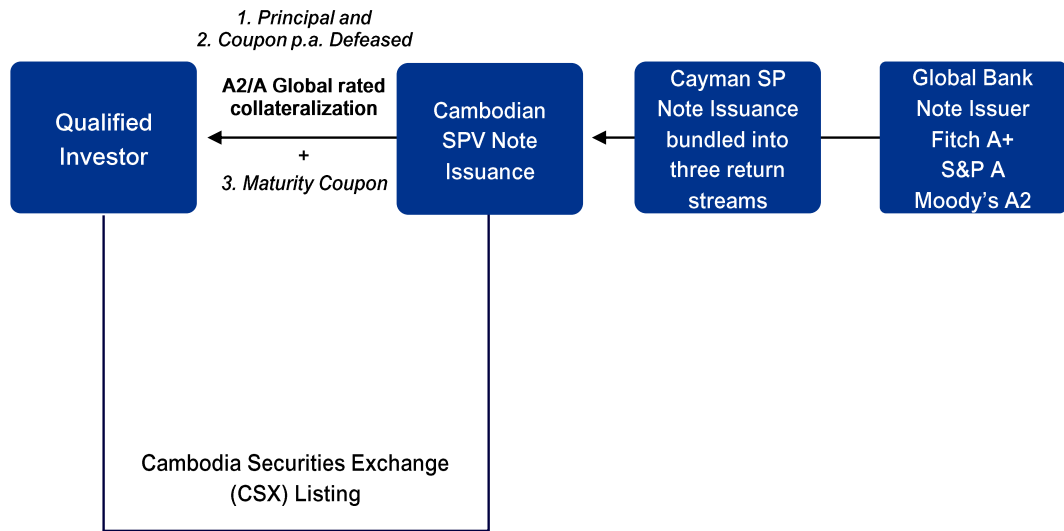 1. Principal and
2. Coupon p.a. Defeased
A2/A Global rated
collateralization
+
3. Maturity Coupon
Qualified
Investor
Cambodian
SPV Note
Issuance
Cayman SP
Note Issuance
bundled into
three return
streams
Global Bank
Note Issuer
Fitch A+
S&P A
Moody’s A2
Cambodia Securities Exchange
(CSX) Listing